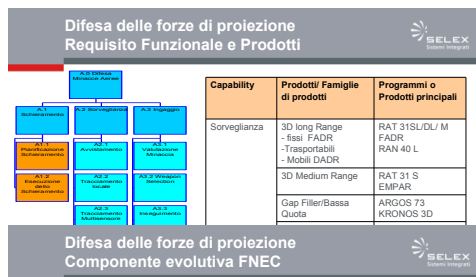 Difesa delle forze di proiezione
Requisito Funzionale e Prodotti
SELEX
Sistemi Integrati
A.0 Difesa
Minacce Aeree
A.1
Schieramento
A.2 Sorveglianza
A.3 Ingaggio
A1.1
Pianificazione
Schieramento
A2.1
Avvistamento
A3.1
Valutazione
Minaccia
A1.2
Esecuzione
dello
Schieramento
A2.2
Tracciamento
locale
A3.2 Weapon
Selection
A2.3
Tracciamento
Multisensore
A3.3
Inseguimento
Capability
Prodotti/ Famiglie
di prodotti
Programmi o
Prodotti principali
Sorveglianza
3D long Range
- fissi FADR
-Trasportabili
- Mobili DADR
RAT 31SL/DL/ M
FADR
RAN 40 L
3D Medium Range
RAT 31 S
EMPAR
Gap Filler/Bassa
Quota
ARGOS 73
KRONOS 3D
Difesa delle forze di proiezione
Componente evolutiva FNEC
SELEX
Sistemi Integrati